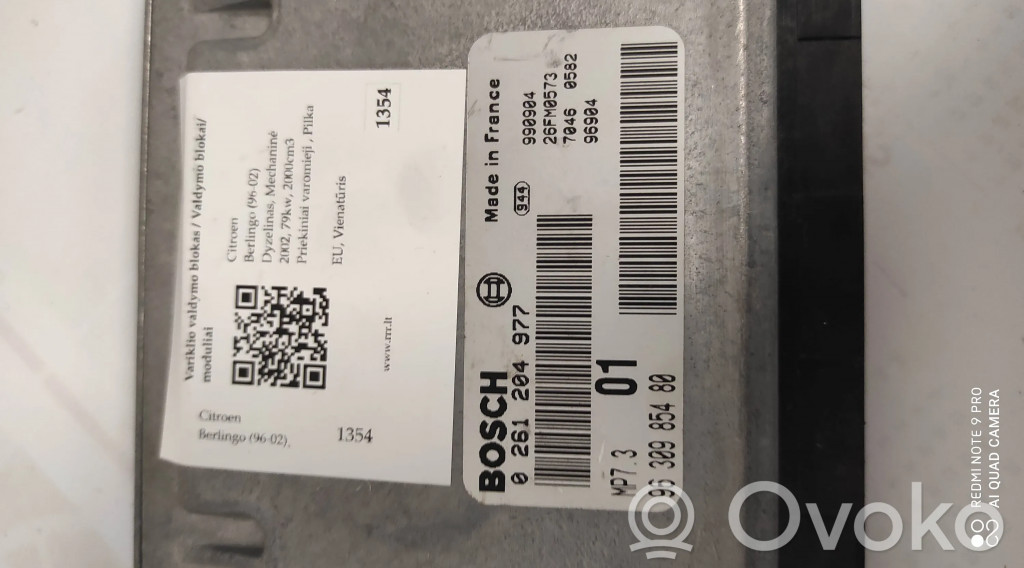 Variklio valdymo blokas / Valdymo blokai/
moduliai
Citroen
Berlingo (96-02)
Dyzelinas, Mechaninė
2002, 79kw, 2000cm3
Priekiniai varomieji , Pilka
EU, Vienatūris
www.rrr.lt
Citroen
Berlingo (96-02),
1354
1354
BOSCH
0 261 204 977
Made in France
944
990904
26FM0573
7046 0582
96904
MP7.3
01
96 309 854 80
Ovoko
REDMI NOTE 9 PRO
AI QUAD CAMERA